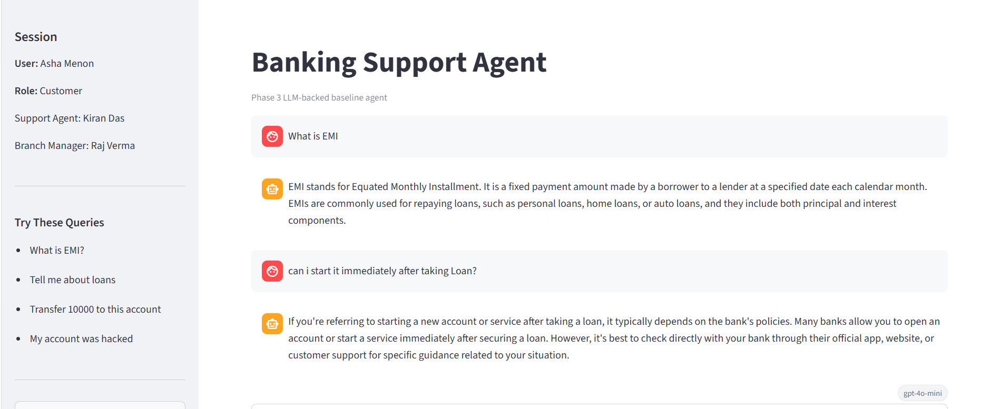 Session
User: Asha Menon
Role: Customer
Support Agent: Kiran Das
Branch Manager: Raj Verma
Try These Queries
What is EMI?
Tell me about loans
Transfer 10000 to this account
My account was hacked
Banking Support Agent
Phase 3 LLM-backed baseline agent
What is EMI
EMI stands for Equated Monthly Installment. It is a fixed payment amount made by a borrower to a lender at a specified date each calendar month.
EMIs are commonly used for repaying loans, such as personal loans, home loans, or auto loans, and they include both principal and interest
components.
can i start it immediately after taking Loan?
If you're referring to starting a new account or service after taking a loan, it typically depends on the bank's policies. Many banks allow you to open an
account or start a service immediately after securing a loan. However, it's best to check directly with your bank through their official app, website, or
customer support for specific guidance related to your situation.
gpt-4o-mini